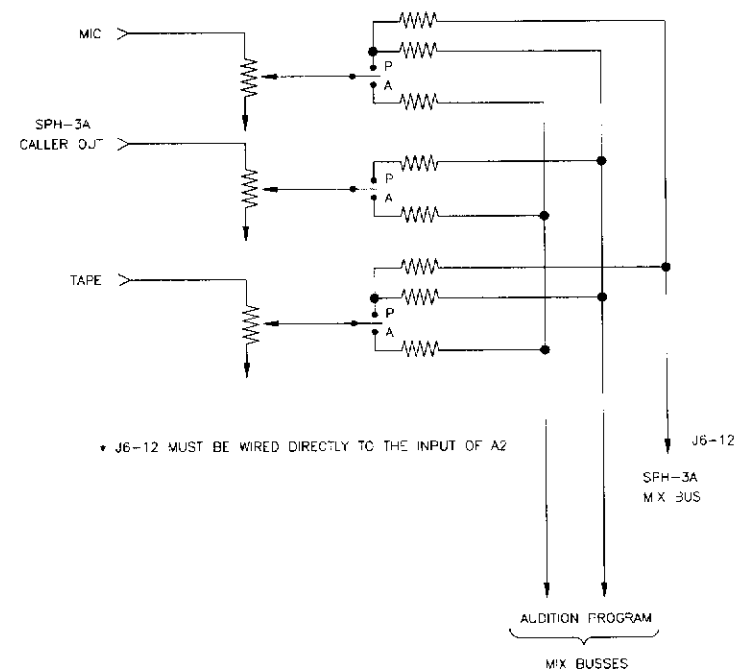 MIC
P
A
SPH-3A
CALLER OUT
P
A
TAPE
P
A
* J6-12 MUST BE WIRED DIRECTLY TO THE INPUT OF A2
J6-12
SPH-3A
MIX BUS
AUDITION PROGRAM
MIX BUSSES